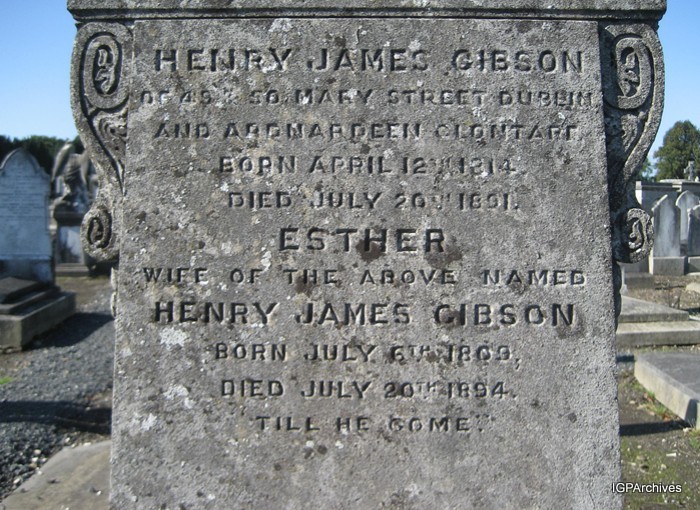 HENRY JAMES GIBSON
OF 49 & 50, MARY STREET DUBLIN
AND ARDNARDEEN CLONTARF
BORN APRIL 12TH 1814.
DIED JULY 20TH 1891.
ESTHER
WIFE OF THE ABOVE NAMED
HENRY JAMES GIBSON
BORN JULY 6TH 1809,
DIED JULY 20TH 1894.
"TILL HE COME."
IGPArchives